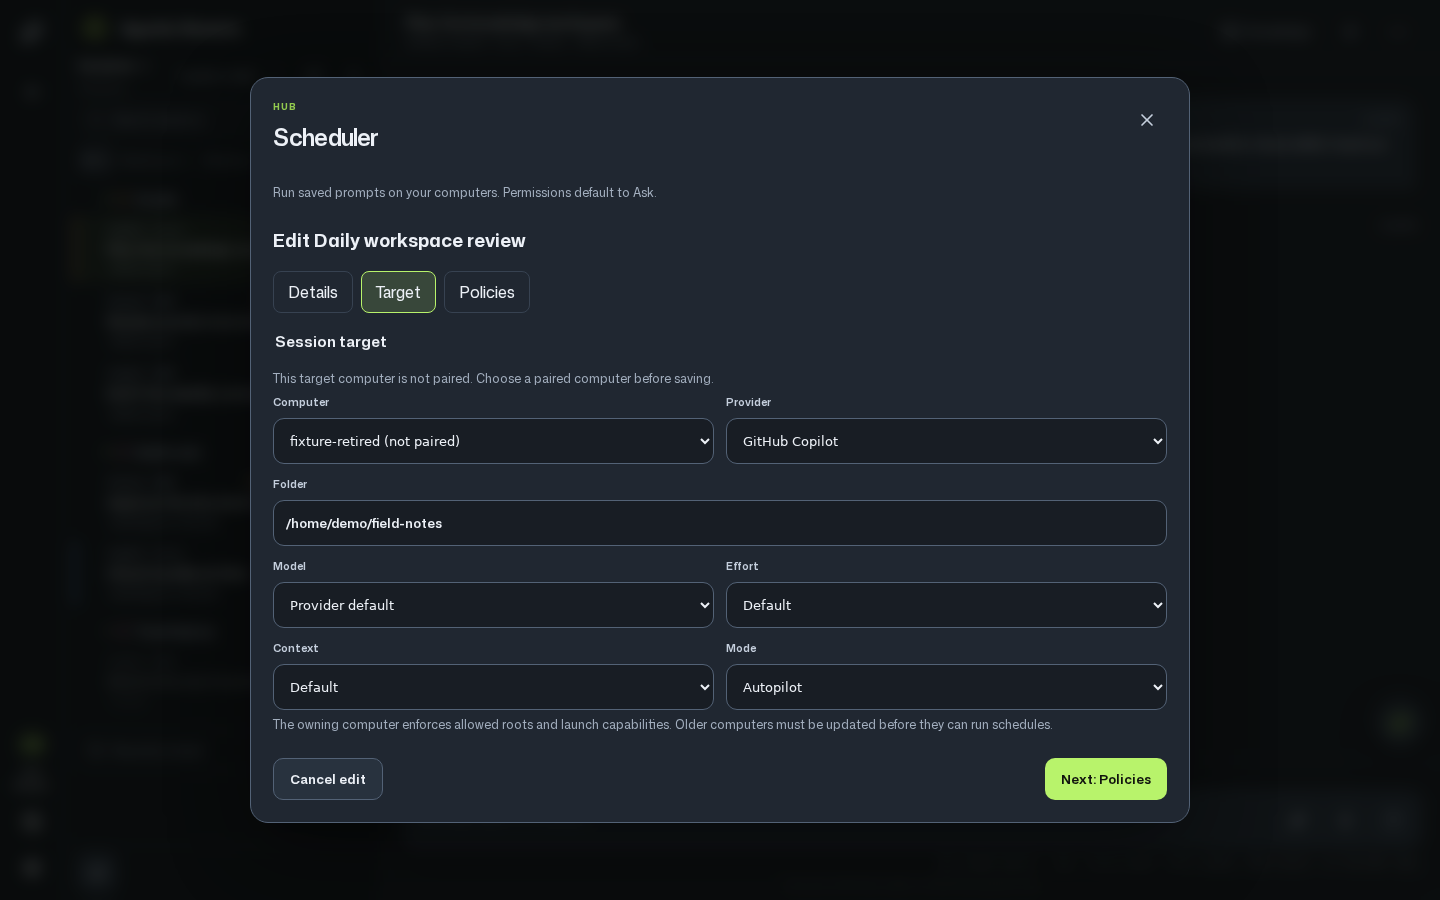 HUB
Scheduler
Run saved prompts on your computers. Permissions default to Ask.
Edit Daily workspace review
Details
Target
Policies
Session target
This target computer is not paired. Choose a paired computer before saving.
Computer
Provider
fixture-retired (not paired)
GitHub Copilot
Folder
/home/demo/field-notes
Model
Effort
Provider default
Default
Context
Mode
Default
Autopilot
The owning computer enforces allowed roots and launch capabilities. Older computers must be updated before they can run schedules.
Cancel edit
Next: Policies